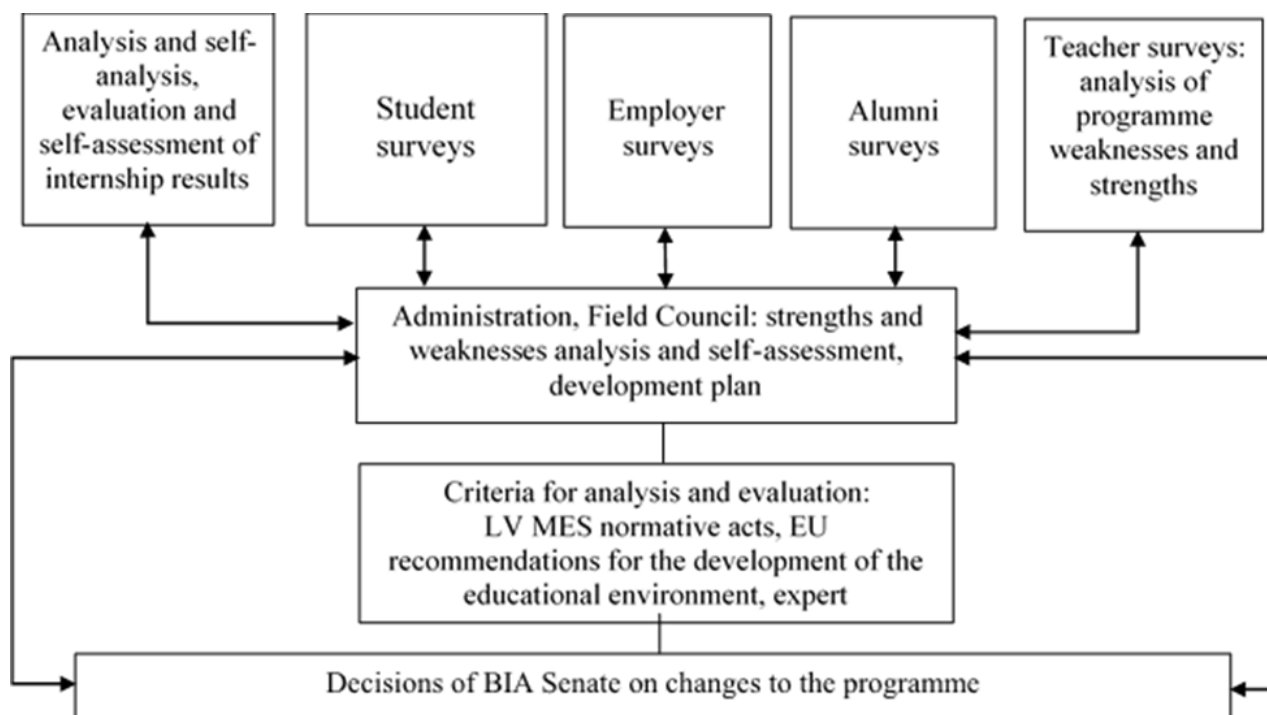 Analysis and self-
analysis,
evaluation and
self-assessment of
internship results
Student
surveys
Employer
surveys
Alumni
surveys
Teacher surveys:
analysis of
programme
weaknesses and
strengths
Administration, Field Council: strengths and
weaknesses analysis and self-assessment,
development plan
Criteria for analysis and evaluation:
LV MES normative acts, EU
recommendations for the development of the
educational environment, expert
Decisions of BIA Senate on changes to the programme